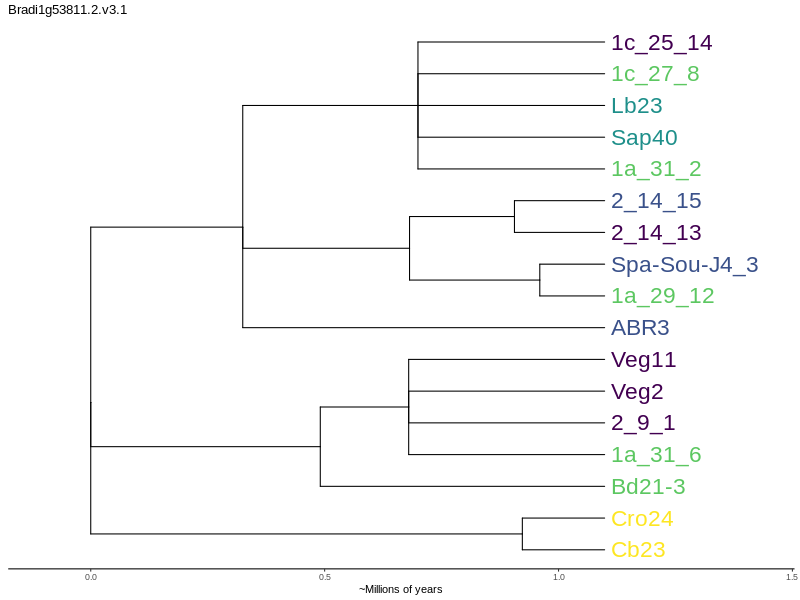 Bradi1g53811.2.v3.1
1c_25_14
1c_27_8
Lb23
Sap40
1a_31_2
2_14_15
2_14_13
Spa-Sou-J4_3
1a_29_12
ABR3
Veg11
Veg2
2_9_1
1a_31_6
Bd21-3
Cro24
Cb23
0.0 0.5 1.0 1.5
~Millions of years